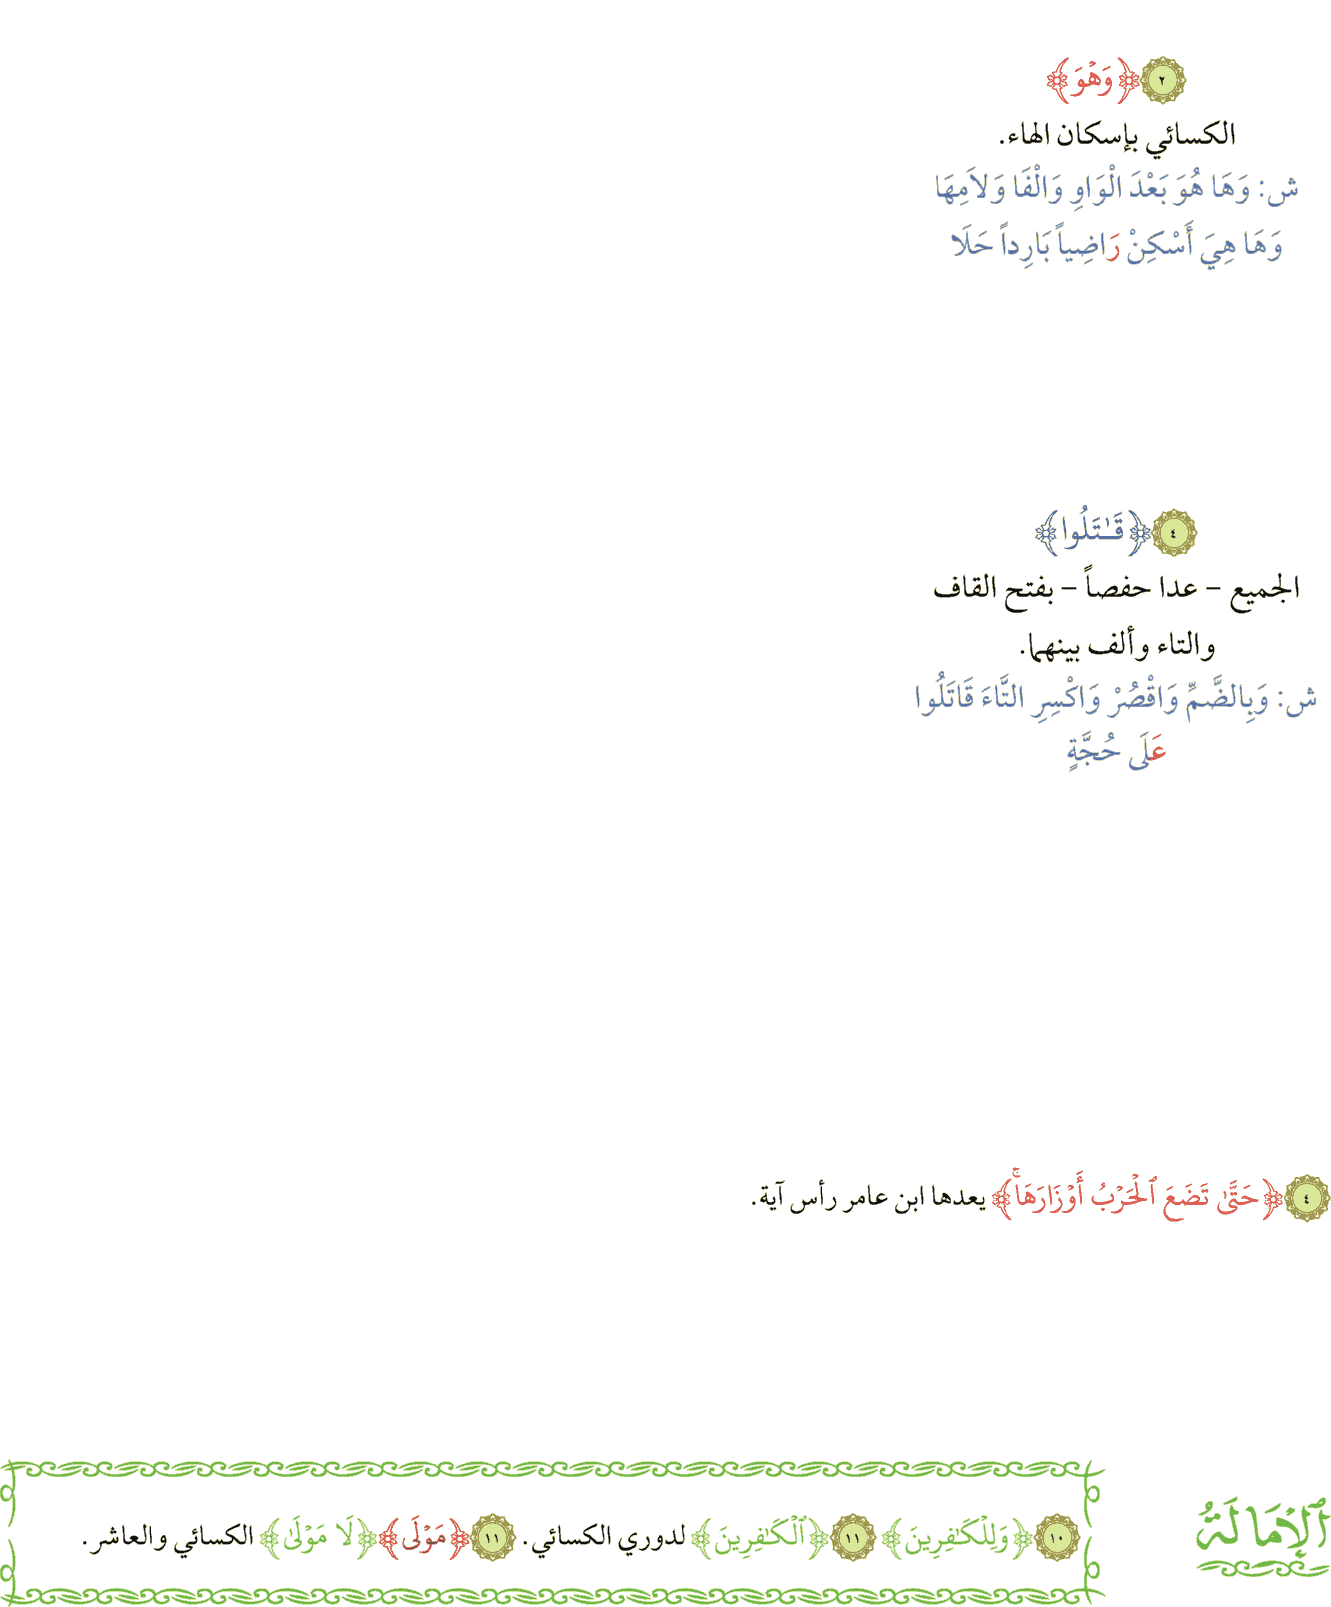 ٢ ﴿وَهْوَ﴾
الكسائي بإسكان الهاء.
ش: وَهَا هُوَ بَعْدَ الْوَاوِ وَالْفَا وَلاَمِهَا
وَهَا هِيَ أَسْكِنْ رَاضِياً بَارِداً حَلَا
٤ ﴿قَـٰتَلُوا﴾
الجميع – عدا حفصاً – بفتح القاف
والتاء وألف بينهما.
ش: وَبِالضَّمِّ وَاقْصُرْ وَاكْسِرِ التَّاءَ قَاتَلُوا
عَلَى حُجَّةٍ
٤ ﴿حَتَّىٰ تَضَعَ ٱلْحَرْبُ أَوْزَارَهَاۚ﴾ يعدها ابن عامر رأس آية.
ٱلْإِمَالَةُ
١٠ ﴿وَلِلْكَـٰفِرِينَ﴾ ١١ ﴿ٱلْكَـٰفِرِينَ﴾ لدوري الكسائي. ١١ ﴿مَوْلَى﴾ ﴿لَا مَوْلَىٰ﴾ الكسائي والعاشر.